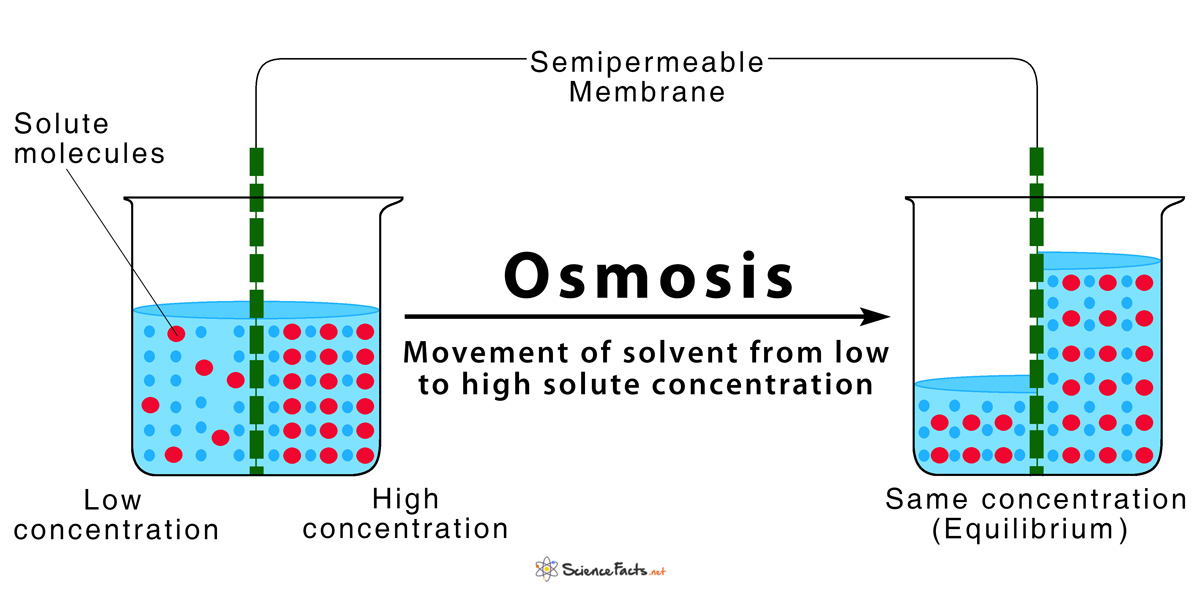 Semipermeable
Membrane
Solute
molecules
Osmosis
Movement of solvent from low
to high solute concentration
Low
concentration
High
concentration
Same concentration
(Equilibrium)
ScienceFacts.net